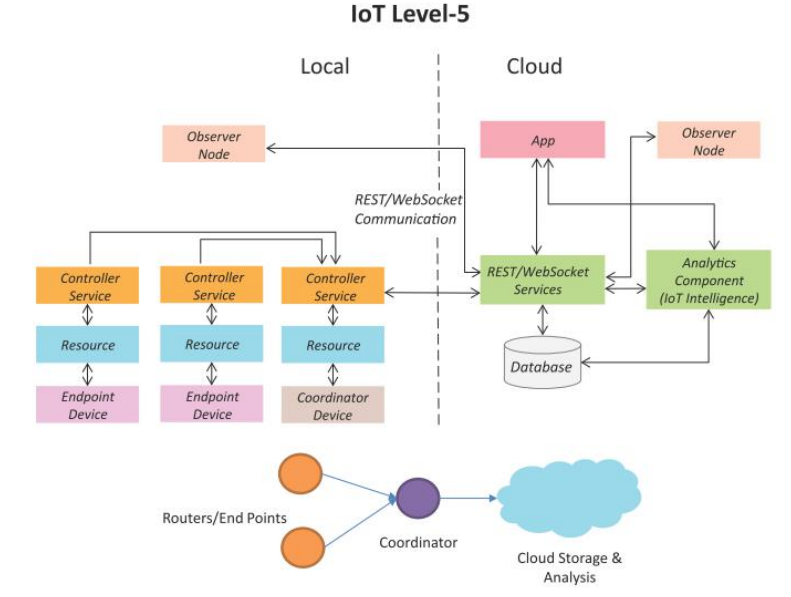 IoT Level-5
Local
Cloud
Observer
Node
App
Observer
Node
REST/WebSocket
Communication
Controller
Service
Controller
Service
Controller
Service
REST/WebSocket
Services
Analytics
Component
(IoT Intelligence)
Resource
Resource
Resource
Database
Endpoint
Device
Endpoint
Device
Coordinator
Device
Routers/End Points
Coordinator
Cloud Storage &
Analysis